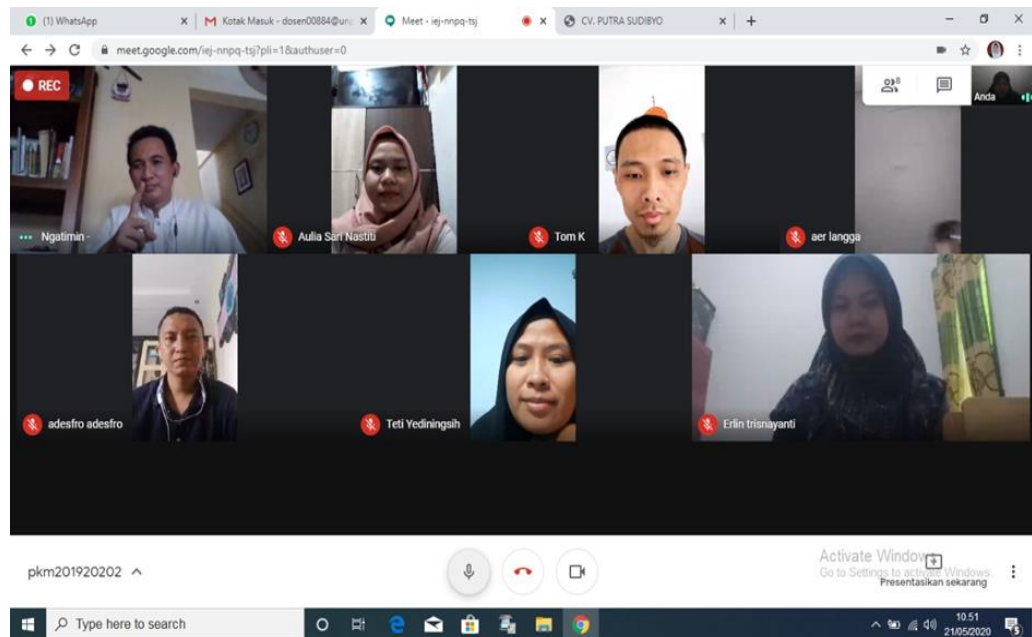 (1) WhatsApp
Kotak Masuk - dosen00884@unp
Meet - iej-nnpq-tsj
CV. PUTRA SUDIBYO
meet.google.com/iej-nnpq-tsj?pli=1&authuser=0
REC
8
Anda
Ngatimin -
Aulia Sari Nastiti
Tom K
aer langga
adesfro adesfro
Teti Yediningsih
Erlin trisnayanti
pkm201920202
Activate Windows
Go to Settings to activate Windows.
Presentasikan sekarang
Type here to search
10.51
21/05/2020